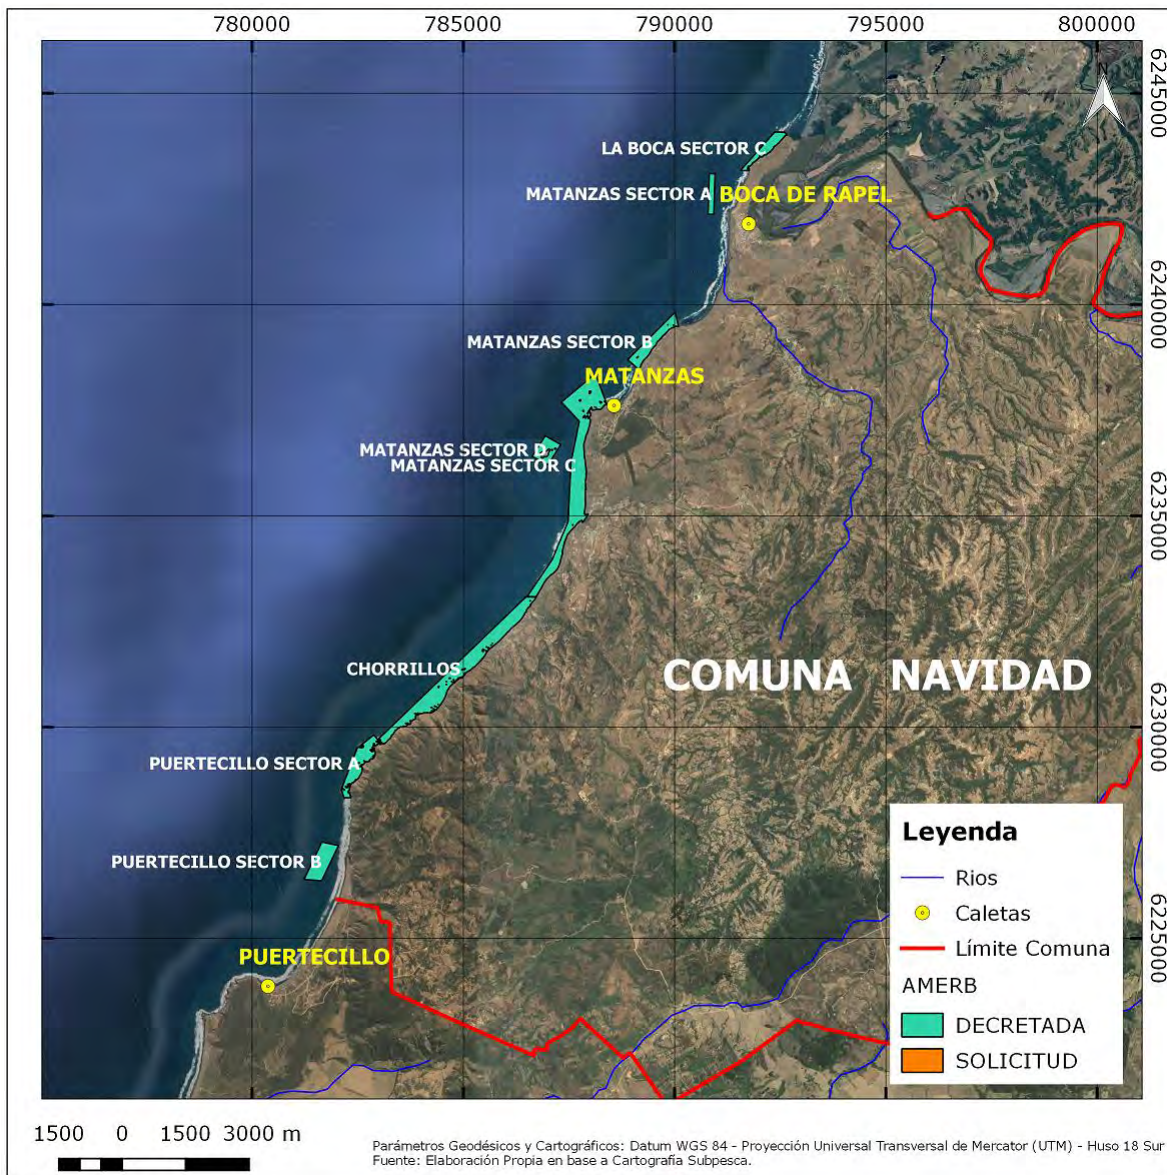 780000 785000 790000 795000 800000
N
6245000
6240000
6235000
6230000
6225000
LA BOCA SECTOR C
MATANZAS SECTOR A
BOCA DE RAPEL
MATANZAS SECTOR B
MATANZAS
MATANZAS SECTOR D
MATANZAS SECTOR C
CHORRILLOS
COMUNA NAVIDAD
PUERTECILLO SECTOR A
PUERTECILLO SECTOR B
PUERTECILLO
Leyenda
Rios
Caletas
Límite Comuna
AMERB
DECRETADA
SOLICITUD
1500 0 1500 3000 m
Parámetros Geodésicos y Cartográficos: Datum WGS 84 - Proyección Universal Transversal de Mercator (UTM) - Huso 18 Sur
Fuente: Elaboración Propia en base a Cartografía Subpesca.